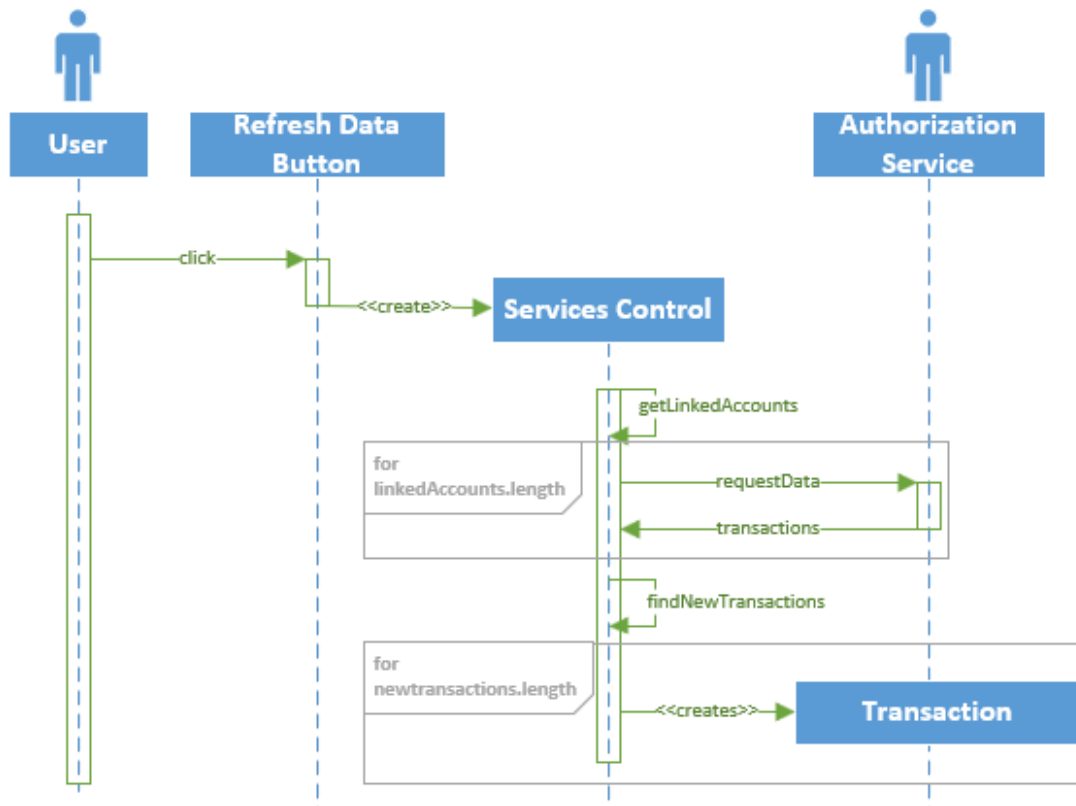 User
Refresh Data
Button
Authorization
Service
click
<<create>>
Services Control
getLinkedAccounts
for
linkedAccounts.length
requestData
transactions
findNewTransactions
for
newtransactions.length
<<creates>>
Transaction